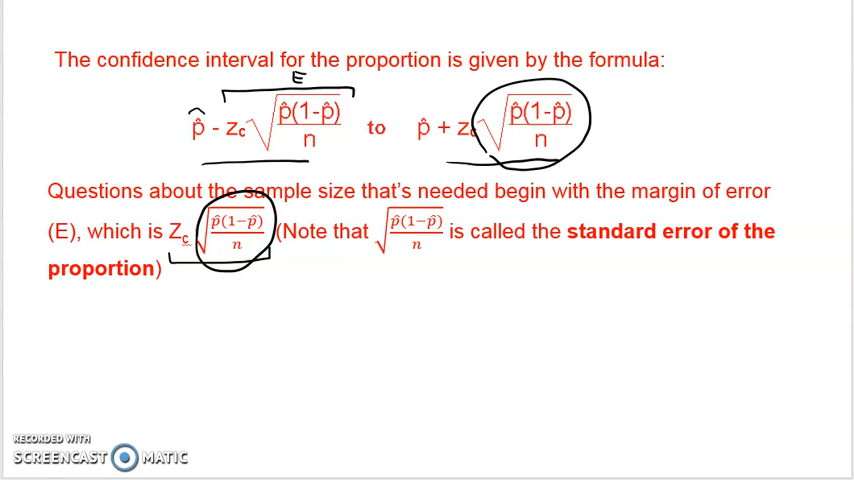 The confidence interval for the proportion is given by the formula:
E
p̂ - zc √(p̂(1-p̂)/n) to p̂ + zc √(p̂(1-p̂)/n)
Questions about the sample size that's needed begin with the margin of error
(E), which is Zc √(p̂(1−p̂)/n) (Note that √(p̂(1−p̂)/n) is called the standard error of the
proportion)
RECORDED WITH
SCREENCAST MATIC